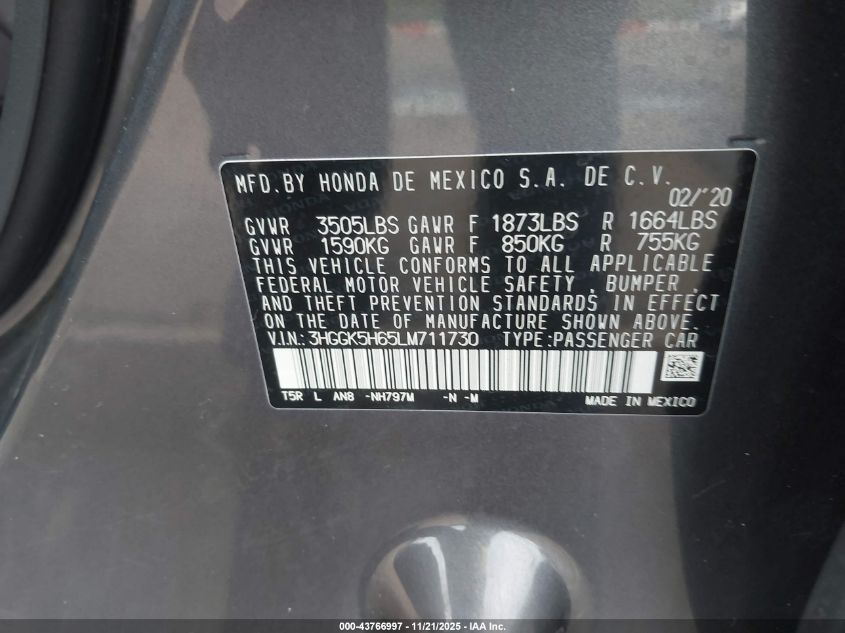 MFD.BY HONDA DE MEXICO S.A. DE C.V.
02/'20
GVWR 3505LBS GAWR F 1873LBS R 1664LBS
GVWR 1590KG GAWR F 850KG R 755KG
THIS VEHICLE CONFORMS TO ALL APPLICABLE
FEDERAL MOTOR VEHICLE SAFETY , BUMPER ,
AND THEFT PREVENTION STANDARDS IN EFFECT
ON THE DATE OF MANUFACTURE SHOWN ABOVE.
V.I.N.: 3HGGK5H65LM711730 TYPE:PASSENGER CAR
T5R L AN8 -NH797M -N -M MADE IN MEXICO
000-43766997 - 11/21/2025 - IAA Inc.